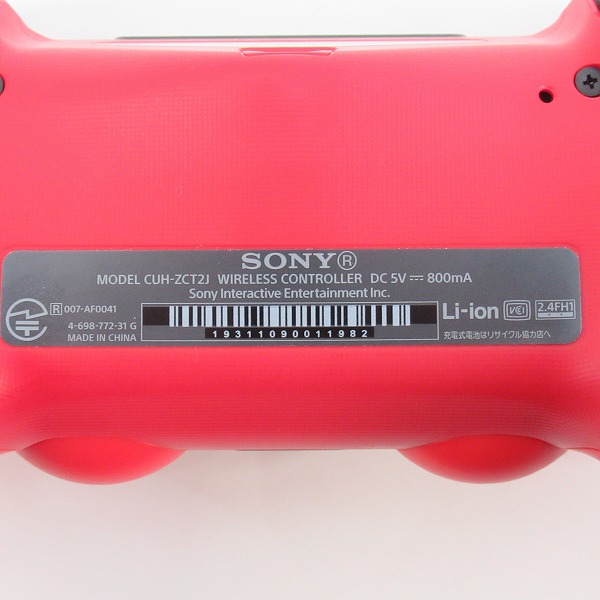 SONY®
MODEL CUH-ZCT2J WIRELESS CONTROLLER DC 5V ⎓ 800mA
Sony Interactive Entertainment Inc.
R 007-AF0041
4-698-772-31 G
MADE IN CHINA
19311090011982
Li-ion VCI 2.4FH1
充電式電池はリサイクル協力店へ